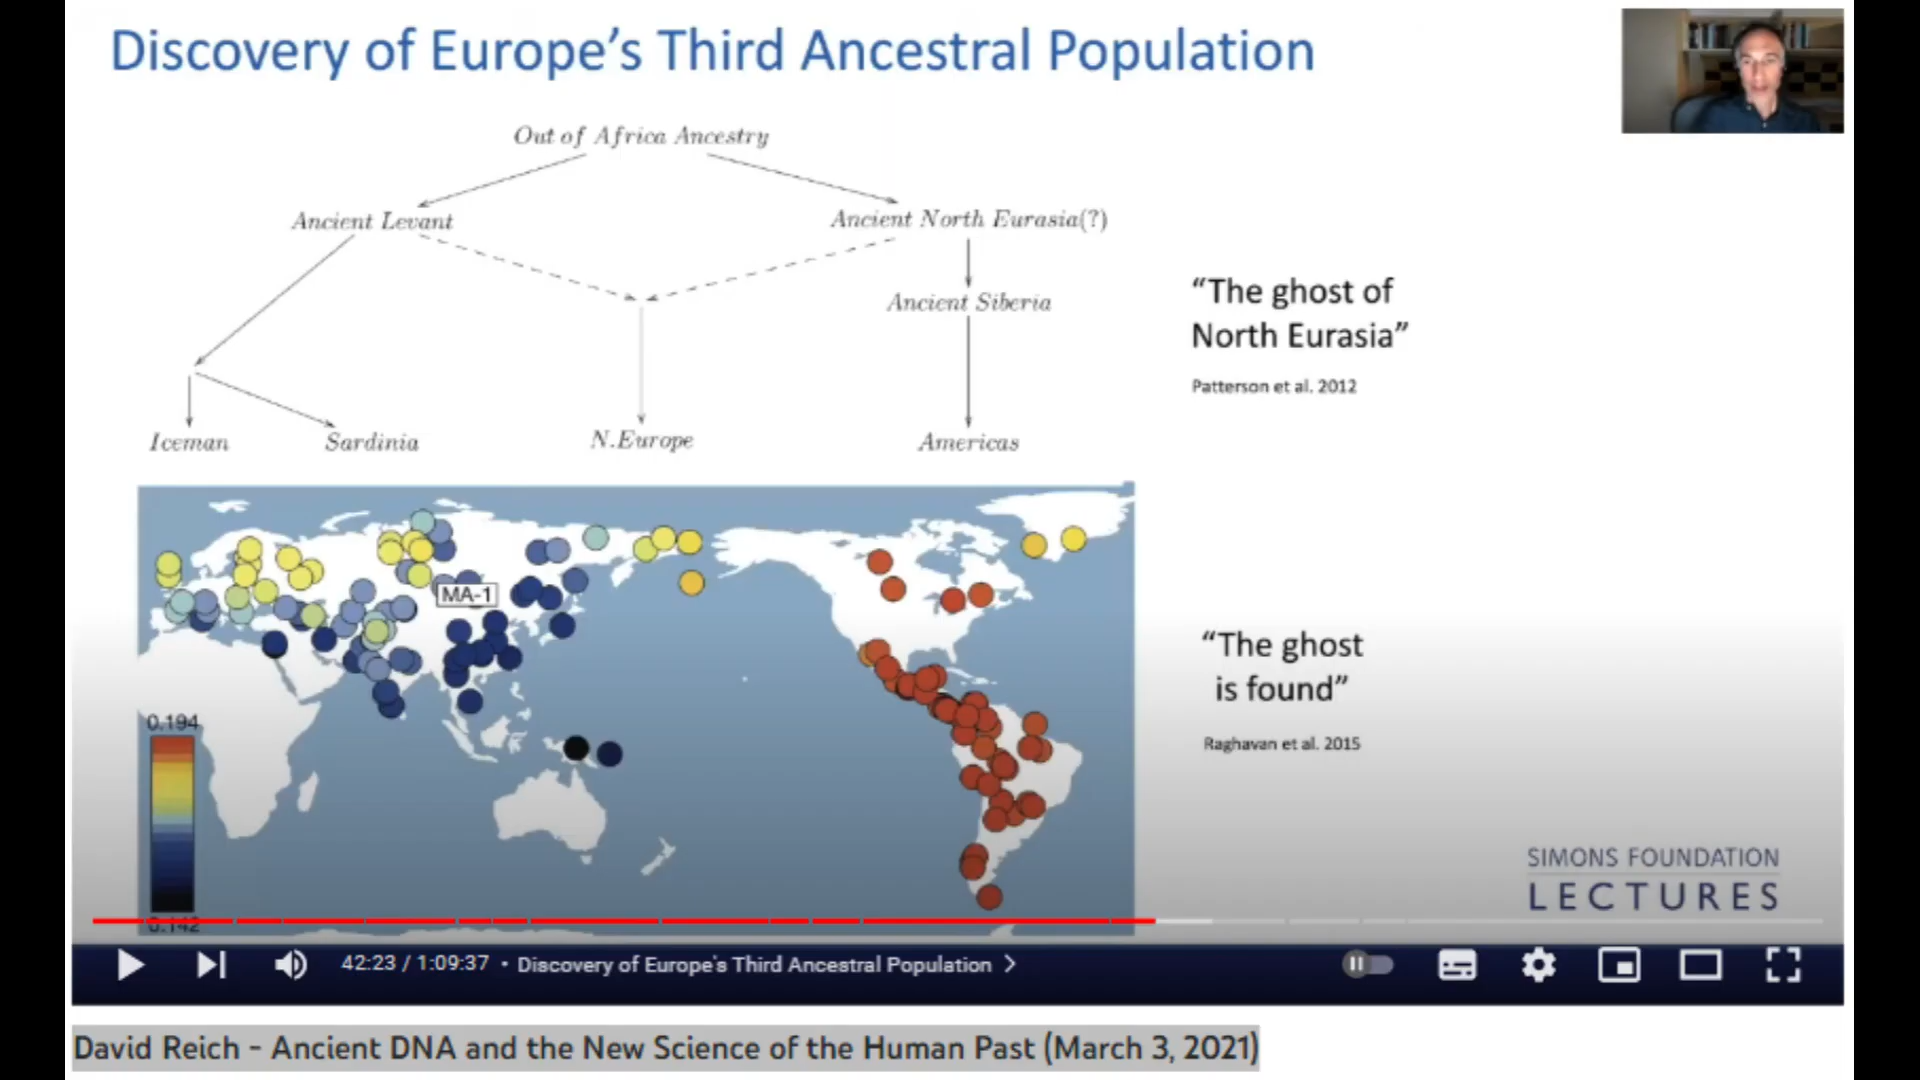 Discovery of Europe’s Third Ancestral Population
Out of Africa Ancestry
Ancient Levant
Ancient North Eurasia(?)
Ancient Siberia
Iceman
Sardinia
N.Europe
Americas
“The ghost of
North Eurasia”
Patterson et al. 2012
MA-1
0.194
0.142
“The ghost
is found”
Raghavan et al. 2015
SIMONS FOUNDATION
LECTURES
42:23 / 1:09:37 • Discovery of Europe's Third Ancestral Population
David Reich - Ancient DNA and the New Science of the Human Past (March 3, 2021)